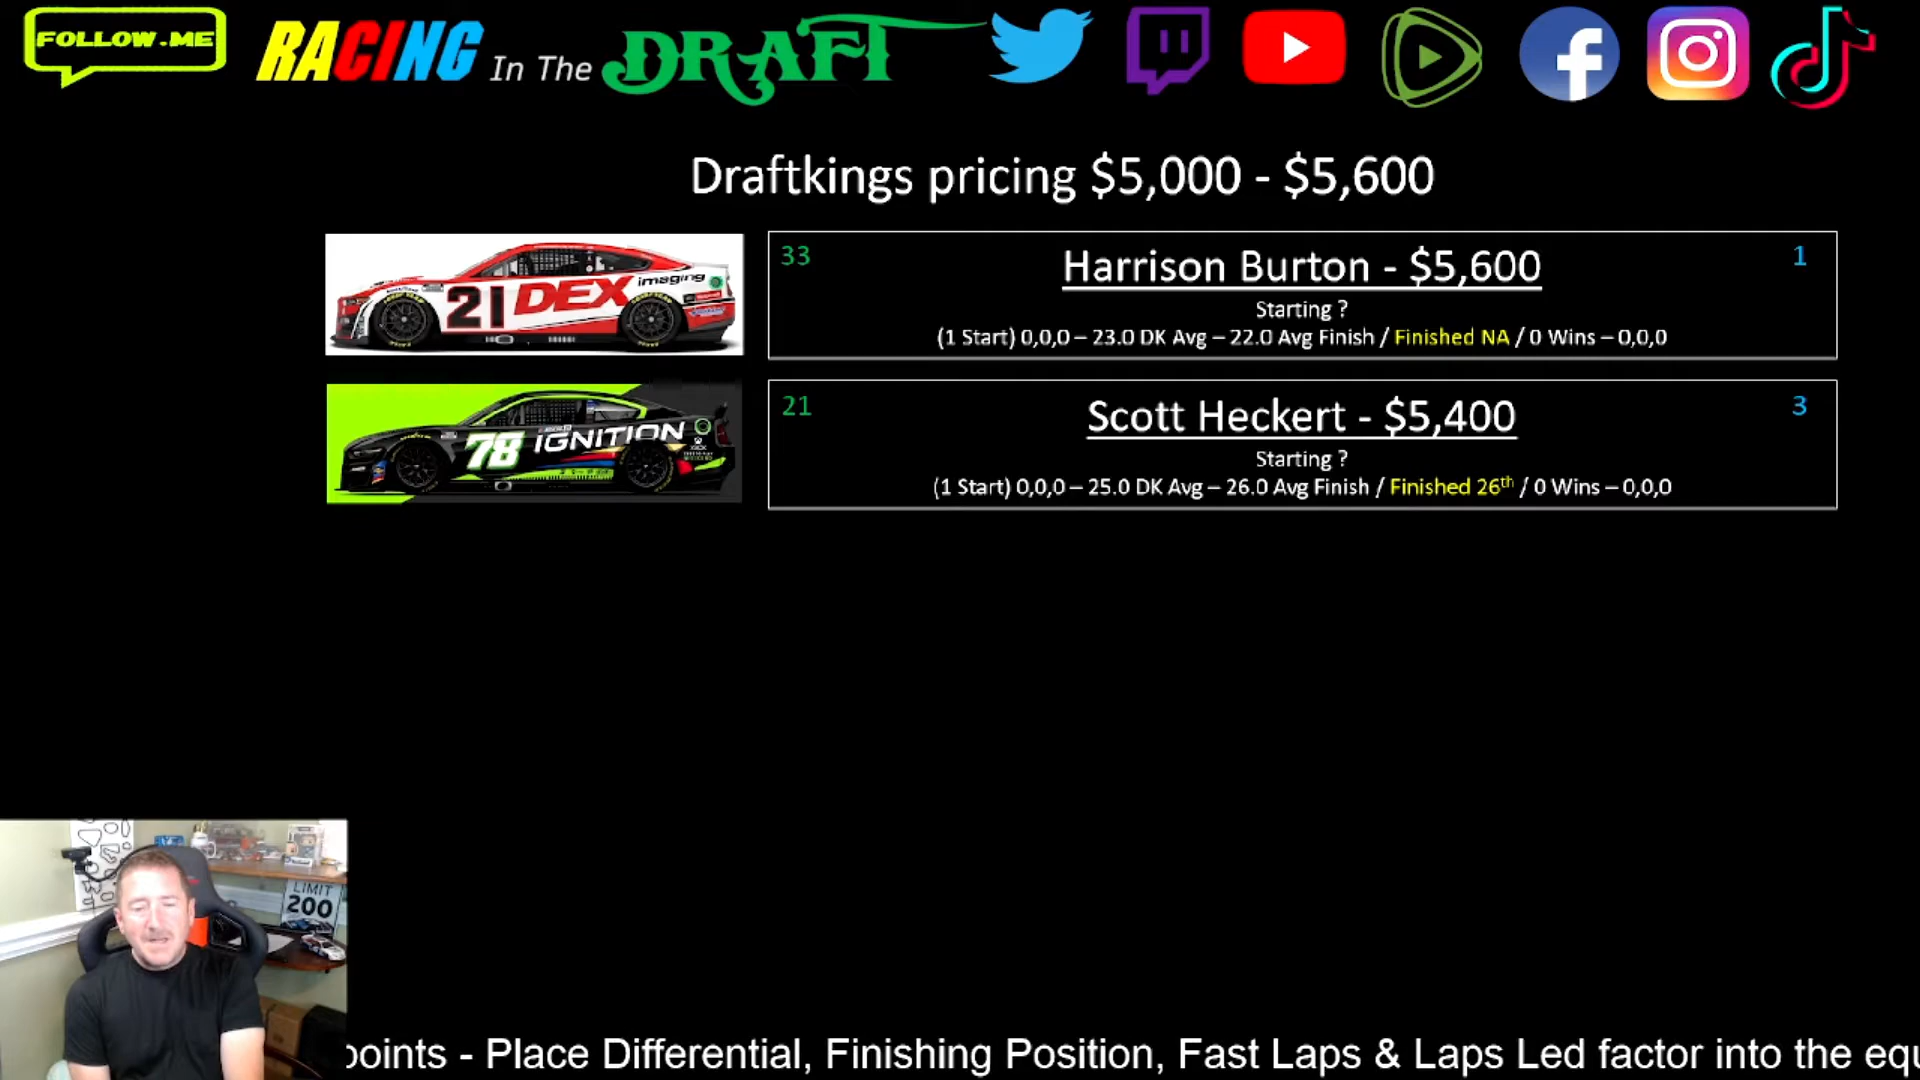 FOLLOW.ME
RACING In The DRAFT
Draftkings pricing $5,000 - $5,600
33
Harrison Burton - $5,600
1
Starting ?
(1 Start) 0,0,0 – 23.0 DK Avg – 22.0 Avg Finish / Finished NA / 0 Wins – 0,0,0
21 DEX imaging
21
Scott Heckert - $5,400
3
Starting ?
(1 Start) 0,0,0 – 25.0 DK Avg – 26.0 Avg Finish / Finished 26th / 0 Wins – 0,0,0
78 IGNITION
LIMIT
200
points - Place Differential, Finishing Position, Fast Laps & Laps Led factor into the equ